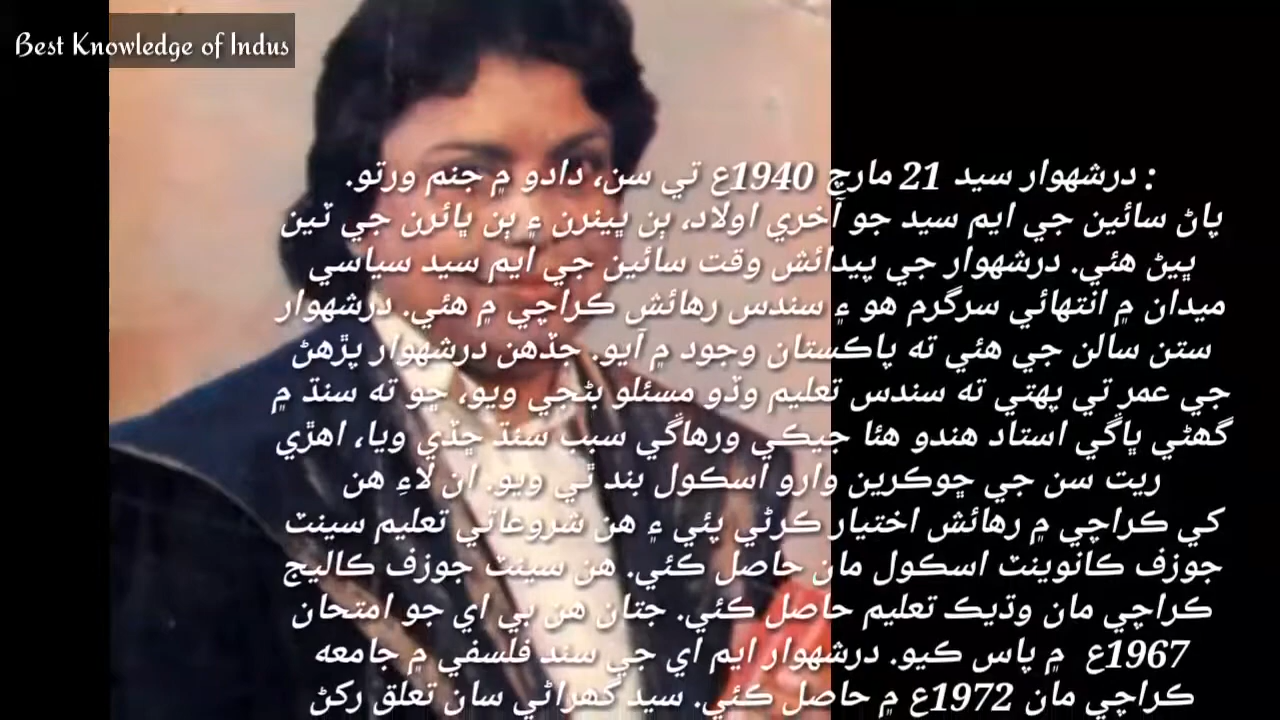 Best Knowledge of Indus
: درشهوار سيد 21 مارچ 1940ع تي سن، دادو ۾ جنم ورتو.
پاڻ سائين جي ايم سيد جو آخري اولاد، ٻن ڀينرن ۽ ٻن ڀائرن جي ٽين
ڀيڻ هئي. درشهوار جي پيدائش وقت سائين جي ايم سيد سياسي
ميدان ۾ انتهائي سرگرم هو ۽ سندس رهائش ڪراچي ۾ هئي. درشهوار
ستن سالن جي هئي ته پاڪستان وجود ۾ آيو. جڏهن درشهوار پڙهڻ
جي عمر تي پهتي ته سندس تعليم وڏو مسئلو بڻجي ويو، ڇو ته سنڌ ۾
گهڻي ڀاڱي استاد هندو هئا جيڪي ورهاڱي سبب سنڌ ڇڏي ويا، اهڙي
ريت سن جي ڇوڪرين وارو اسڪول بند ٿي ويو. ان لاءِ هن
کي ڪراچي ۾ رهائش اختيار ڪرڻي پئي ۽ هن شروعاتي تعليم سينٽ
جوزف ڪانوينٽ اسڪول مان حاصل ڪئي. هن سينٽ جوزف ڪاليج
ڪراچي مان وڌيڪ تعليم حاصل ڪئي. جتان هن بي اي جو امتحان
1967ع ۾ پاس ڪيو. درشهوار ايم اي جي سند فلسفي ۾ جامعه
ڪراچي مان 1972ع ۾ حاصل ڪئي. سيد گهراڻي سان تعلق رکڻ